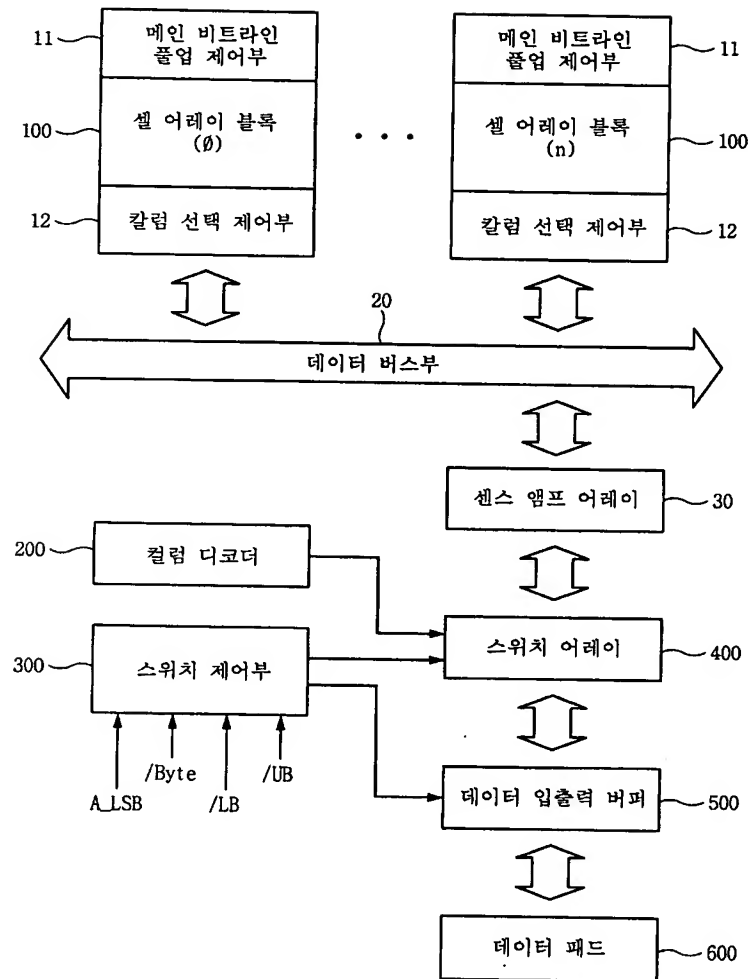 11
메인 비트라인
풀업 제어부
메인 비트라인
풀업 제어부
11
100
셀 어레이 블록
(0)
• • •
셀 어레이 블록
(n)
100
12
칼럼 선택 제어부
칼럼 선택 제어부
12
20
데이터 버스부
센스 앰프 어레이
30
200
컬럼 디코더
300
스위치 제어부
스위치 어레이
400
A_LSB
/Byte
/LB
/UB
데이터 입출력 버퍼
500
데이터 패드
600